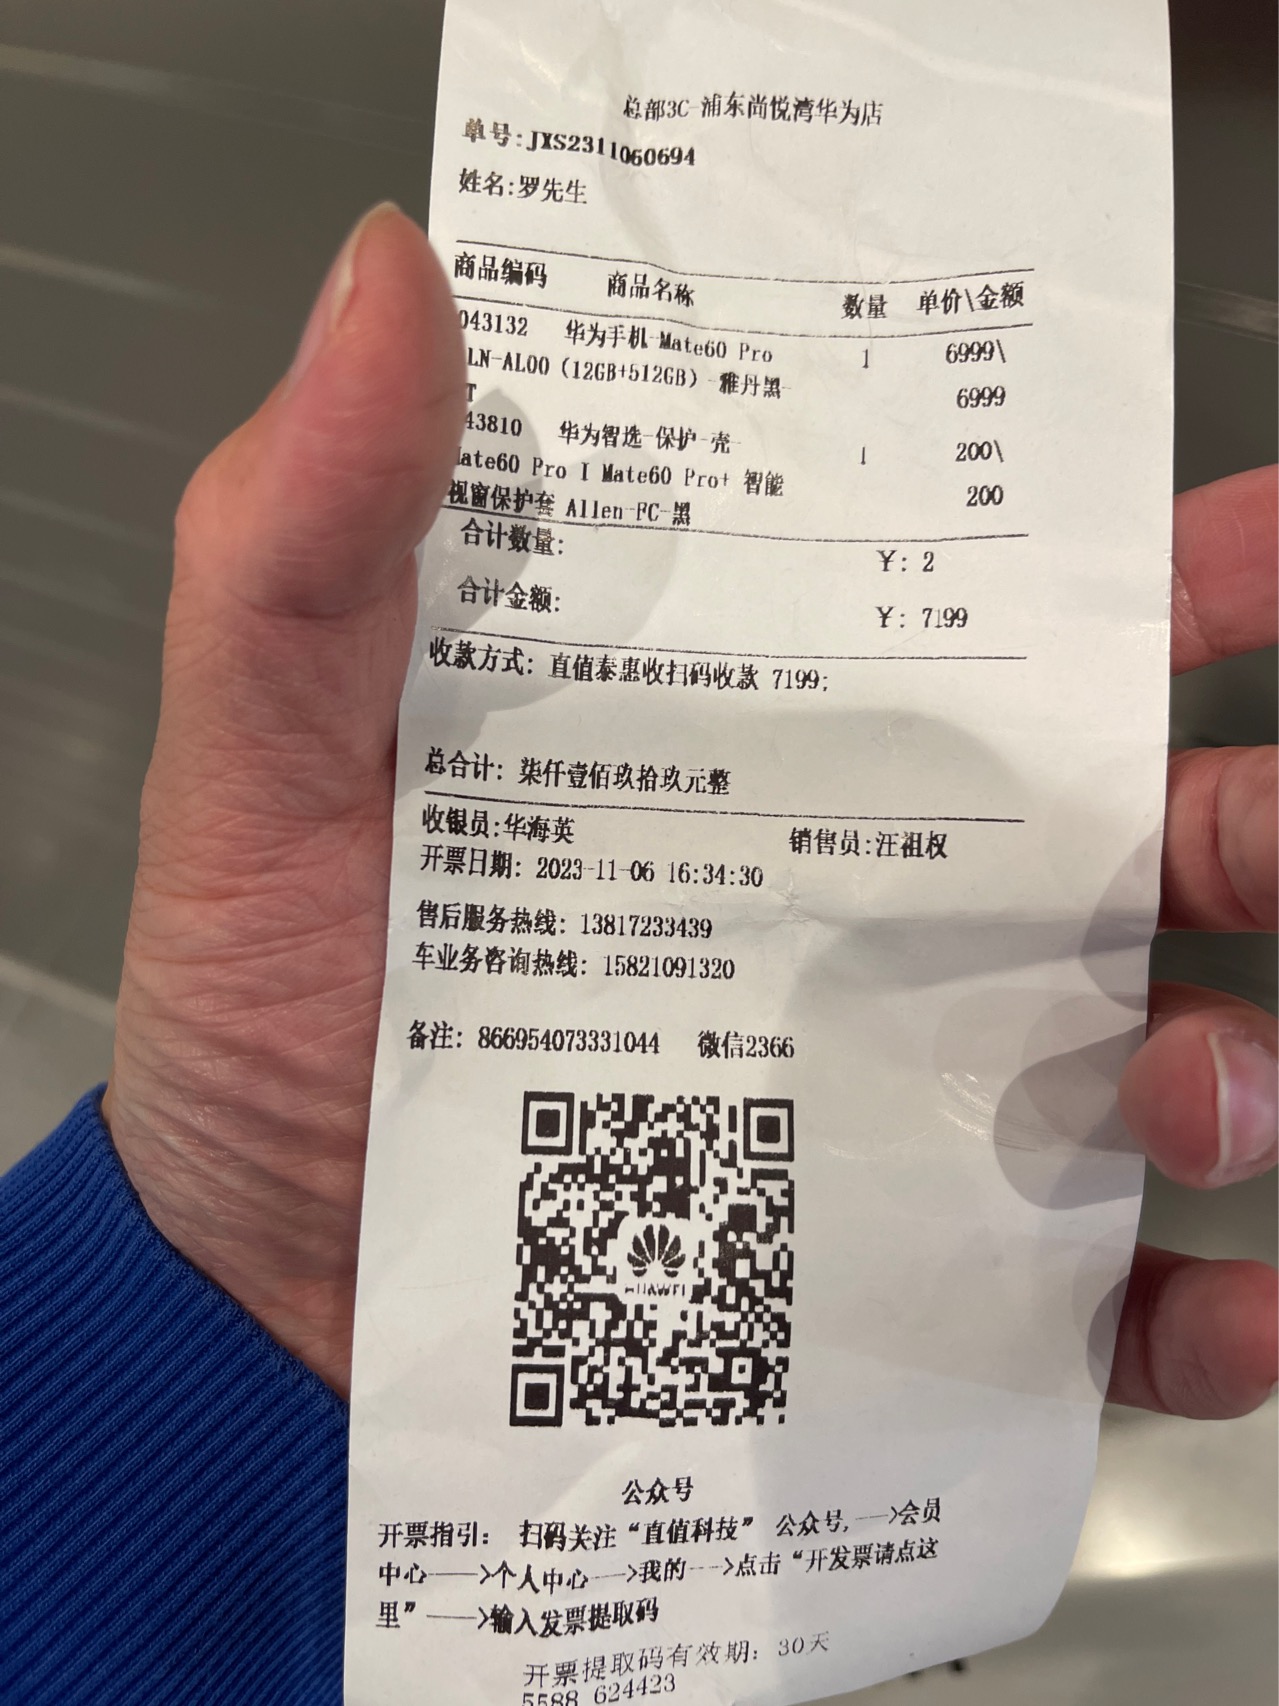 总部3C-浦东尚悦湾华为店
单号:JXS2311060694
姓名:罗先生
商品编码 商品名称 数量 单价\金额
043132 华为手机-Mate60 Pro 1 6999\
LN-AL00 (12GB+512GB)-雅丹黑- 6999
T
43810 华为智选-保护-壳- 1 200\
Mate60 Pro I Mate60 Pro+ 智能 200
视窗保护套 Allen-FC-黑
合计数量: ¥: 2
合计金额: ¥: 7199
收款方式: 直值泰惠收扫码收款 7199;
总合计: 柒仟壹佰玖拾玖元整
收银员:华海英 销售员:汪祖权
开票日期: 2023-11-06 16:34:30
售后服务热线: 13817233439
车业务咨询热线: 15821091320
备注: 866954073331044 微信2366
HUAWEI
公众号
开票指引: 扫码关注“直值科技” 公众号,—->会员
中心——>个人中心—->我的--->点击“开发票请点这
里”——>输入发票提取码
开票提取码有效期: 30天
5588 624423